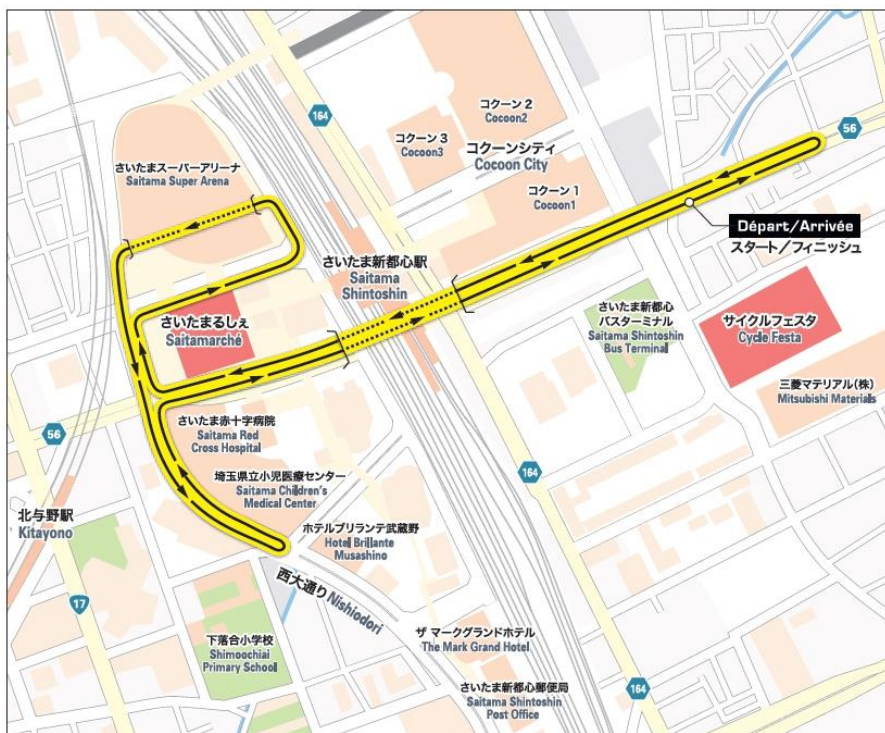 164
コクーン 2
Cocoon2
コクーン 3
Cocoon3
コクーンシティ
Cocoon City
コクーン 1
Cocoon1
56
さいたまスーパーアリーナ
Saitama Super Arena
Départ/Arrivée
スタート／フィニッシュ
さいたま新都心駅
Saitama
Shintoshin
さいたまるしぇ
Saitamarché
さいたま新都心
バスターミナル
Saitama Shintoshin
Bus Terminal
サイクルフェスタ
Cycle Festa
三菱マテリアル（株）
Mitsubishi Materials
56
さいたま赤十字病院
Saitama Red
Cross Hospital
埼玉県立小児医療センター
Saitama Children's
Medical Center
164
北与野駅
Kitayono
ホテルブリランテ武蔵野
Hotel Brillante
Musashino
17
西大通り Nishiodori
下落合小学校
Shimoochiai
Primary School
ザ マークグランドホテル
The Mark Grand Hotel
さいたま新都心郵便局
Saitama Shintoshin
Post Office
164